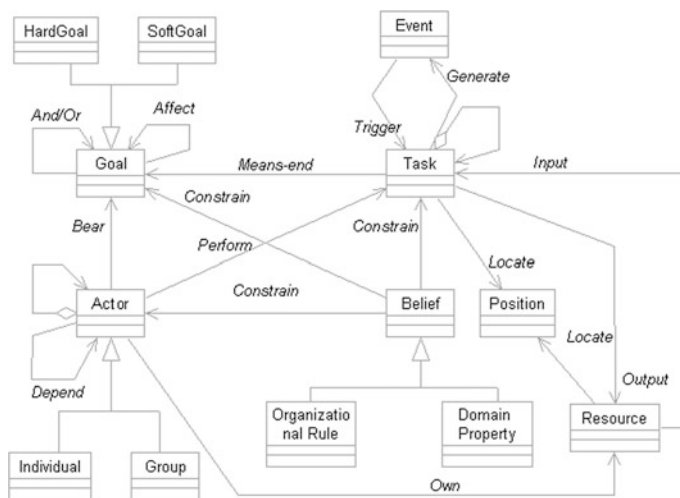 HardGoal
SoftGoal
Event
And/Or
Affect
Generate
Trigger
Goal
Means-end
Task
Input
Constrain
Bear
Perform
Constrain
Locate
Actor
Constrain
Belief
Position
Locate
Depend
Output
Organizatio
nal Rule
Domain
Property
Resource
Individual
Group
Own